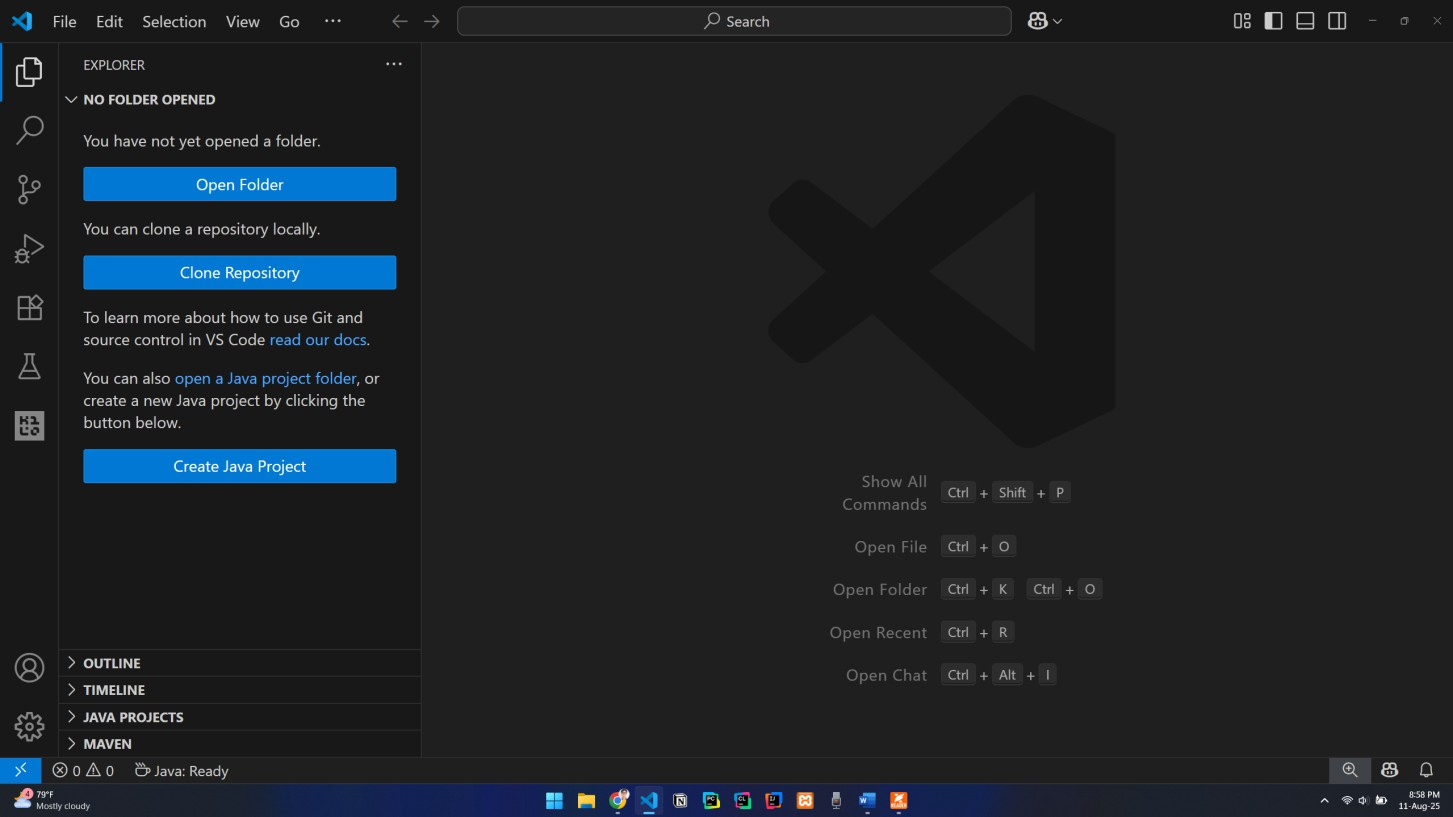 File Edit Selection View Go ···
Search
EXPLORER ···
NO FOLDER OPENED
You have not yet opened a folder.
Open Folder
You can clone a repository locally.
Clone Repository
To learn more about how to use Git and
source control in VS Code read our docs.
You can also open a Java project folder, or
create a new Java project by clicking the
button below.
Create Java Project
Show All
Commands Ctrl + Shift + P
Open File Ctrl + O
Open Folder Ctrl + K Ctrl + O
Open Recent Ctrl + R
Open Chat Ctrl + Alt + I
OUTLINE
TIMELINE
JAVA PROJECTS
MAVEN
0 0 Java: Ready
4 79°F
Mostly cloudy
N PC CL IJ W
8:58 PM
11-Aug-25